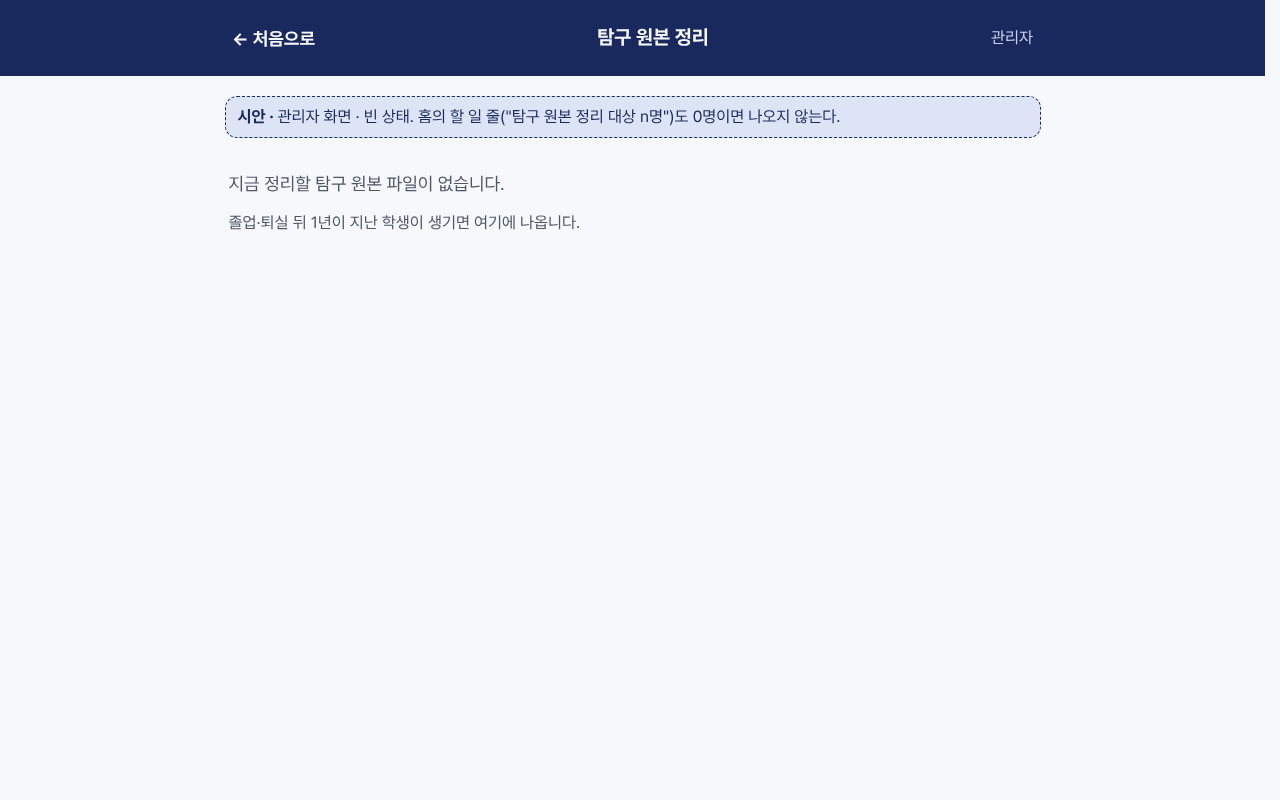 ← 처음으로
탐구 원본 정리
관리자
시안 · 관리자 화면 · 빈 상태. 홈의 할 일 줄("탐구 원본 정리 대상 n명")도 0명이면 나오지 않는다.
지금 정리할 탐구 원본 파일이 없습니다.
졸업·퇴실 뒤 1년이 지난 학생이 생기면 여기에 나옵니다.